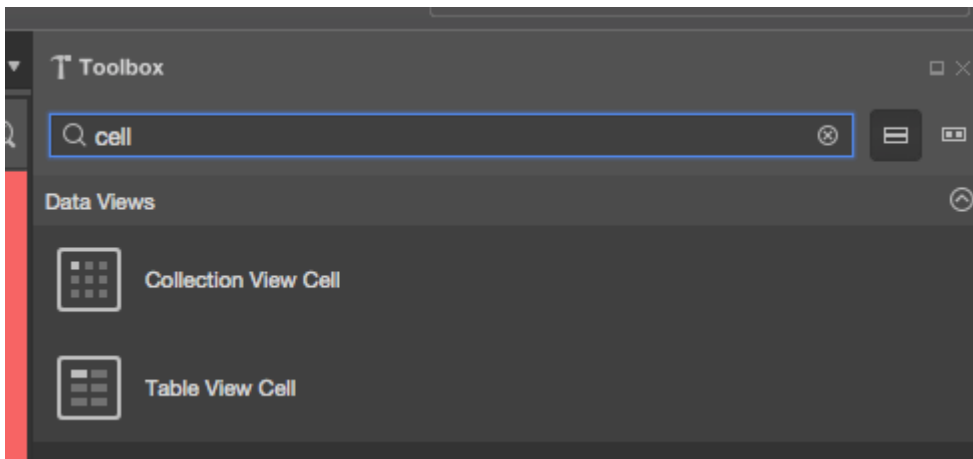 Toolbox
cell
Data Views
Collection View Cell
Table View Cell